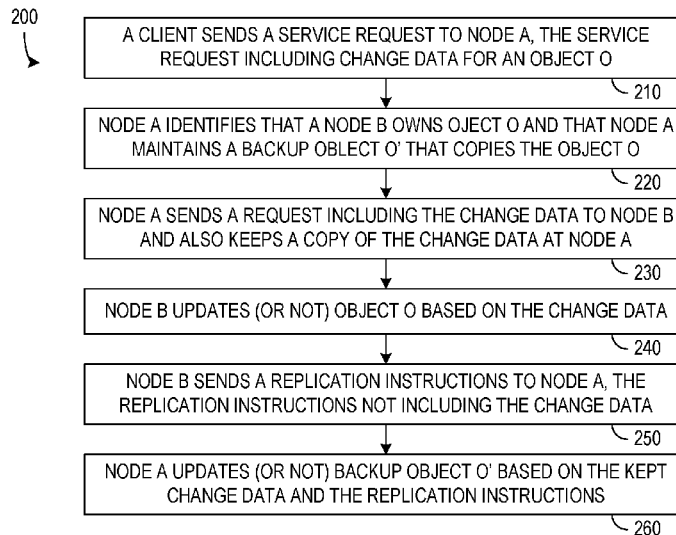 200
A CLIENT SENDS A SERVICE REQUEST TO NODE A, THE SERVICE
REQUEST INCLUDING CHANGE DATA FOR AN OBJECT O
210
NODE A IDENTIFIES THAT A NODE B OWNS OJECT O AND THAT NODE A
MAINTAINS A BACKUP OBLECT O' THAT COPIES THE OBJECT O
220
NODE A SENDS A REQUEST INCLUDING THE CHANGE DATA TO NODE B
AND ALSO KEEPS A COPY OF THE CHANGE DATA AT NODE A
230
NODE B UPDATES (OR NOT) OBJECT O BASED ON THE CHANGE DATA
240
NODE B SENDS A REPLICATION INSTRUCTIONS TO NODE A, THE
REPLICATION INSTRUCTIONS NOT INCLUDING THE CHANGE DATA
250
NODE A UPDATES (OR NOT) BACKUP OBJECT O' BASED ON THE KEPT
CHANGE DATA AND THE REPLICATION INSTRUCTIONS
260